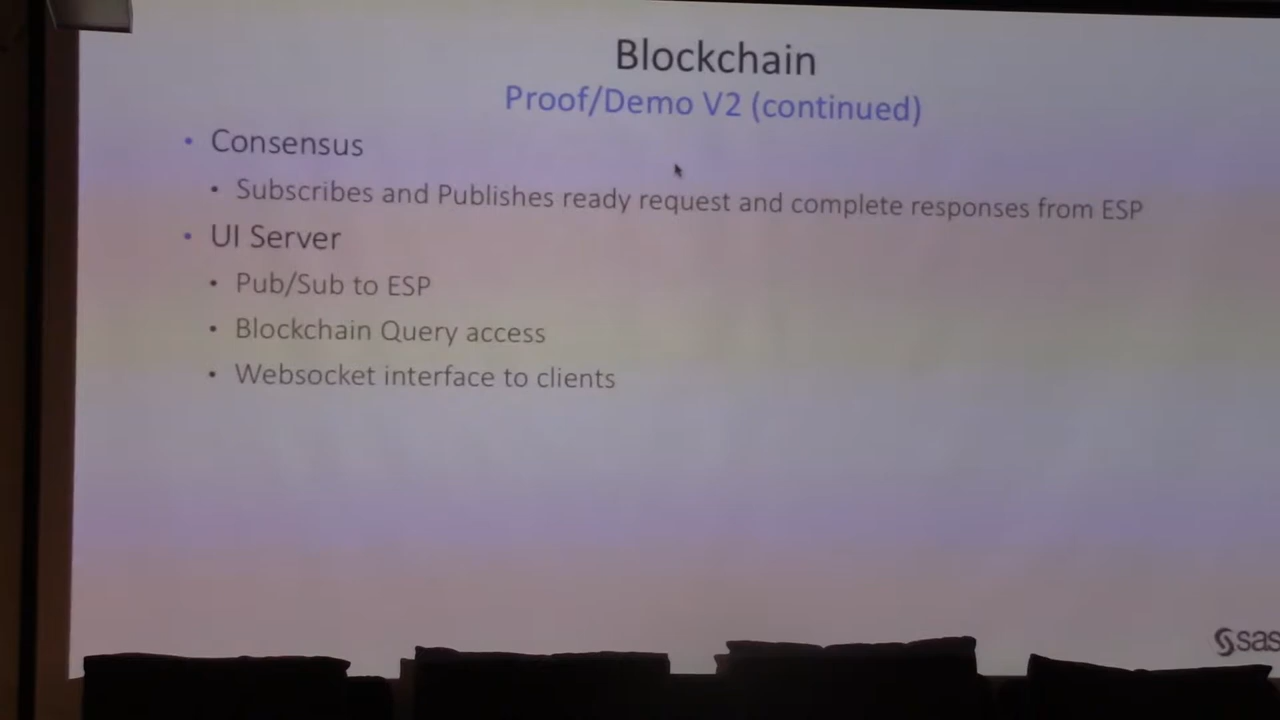 Blockchain
Proof/Demo V2 (continued)
• Consensus
• Subscribes and Publishes ready request and complete responses from ESP
• UI Server
• Pub/Sub to ESP
• Blockchain Query access
• Websocket interface to clients
sas